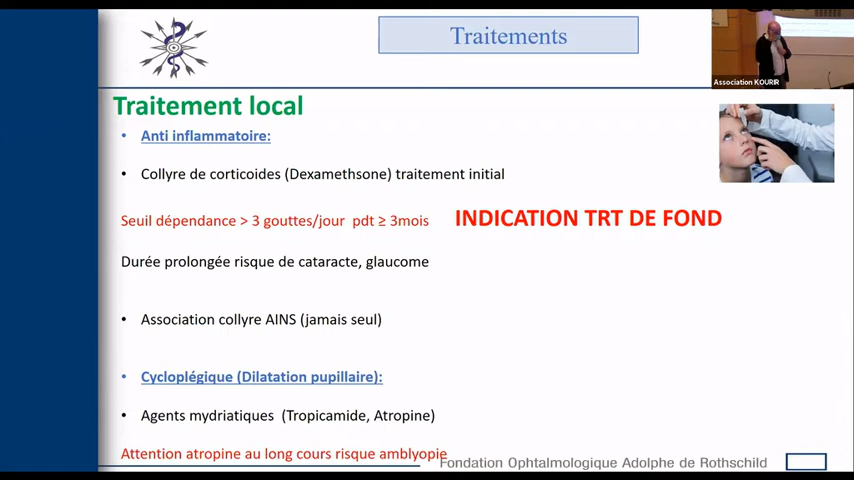 Traitements
Association KOURIR
Traitement local
• Anti inflammatoire:
• Collyre de corticoides (Dexamethsone) traitement initial
Seuil dépendance > 3 gouttes/jour pdt ≥ 3mois INDICATION TRT DE FOND
Durée prolongée risque de cataracte, glaucome
• Association collyre AINS (jamais seul)
• Cycloplégique (Dilatation pupillaire):
• Agents mydriatiques (Tropicamide, Atropine)
Attention atropine au long cours risque amblyopie
Fondation Ophtalmologique Adolphe de Rothschild